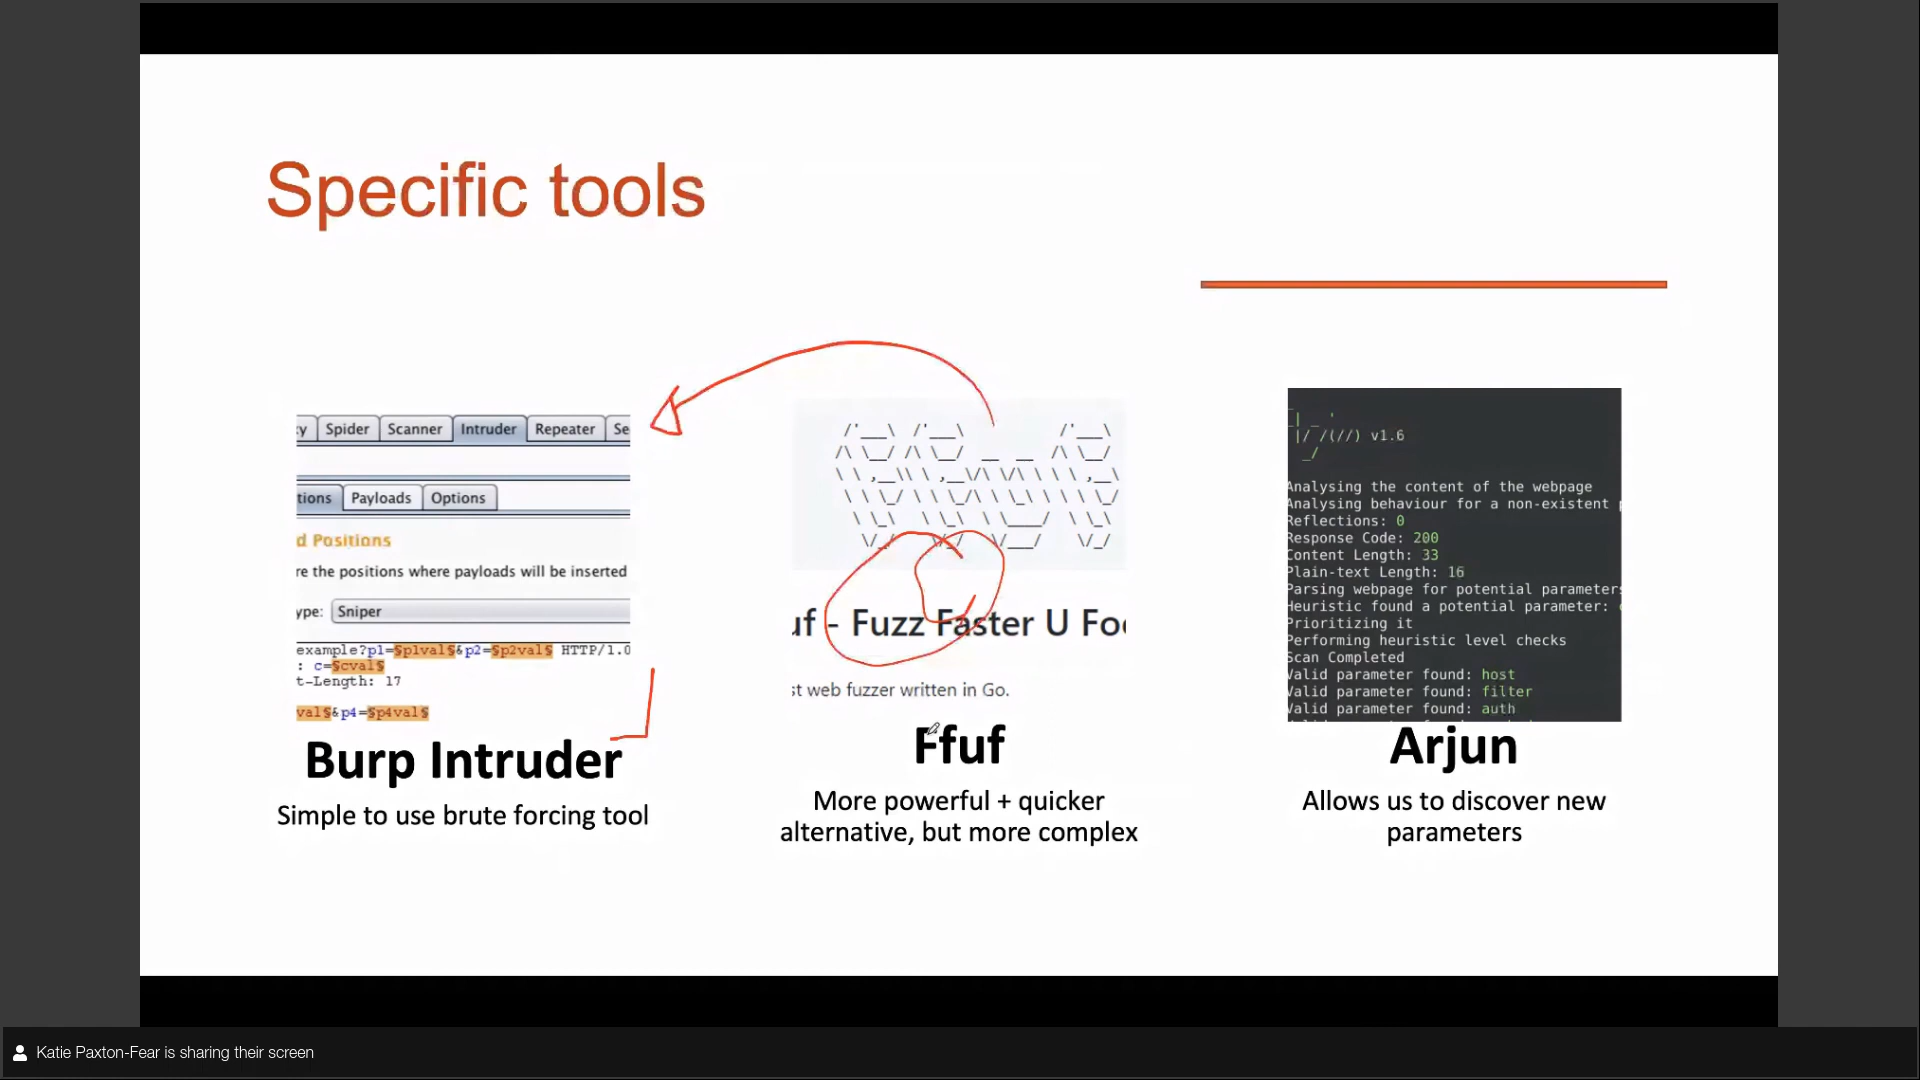 Specific tools
y Spider Scanner Intruder Repeater Se
tions Payloads Options
d Positions
re the positions where payloads will be inserted
ype: Sniper
example?p1=§p1val§&p2=§p2val§ HTTP/1.0
: c=§cval§
t-Length: 17
val§&p4=§p4val§
Burp Intruder
Simple to use brute forcing tool
uf - Fuzz Faster U Foo
st web fuzzer written in Go.
Ffuf
More powerful + quicker
alternative, but more complex
v1.6
Analysing the content of the webpage
Analysing behaviour for a non-existent
Reflections: 0
Response Code: 200
Content Length: 33
Plain-text Length: 16
Parsing webpage for potential parameters
Heuristic found a potential parameter:
Prioritizing it
Performing heuristic level checks
Scan Completed
Valid parameter found: host
Valid parameter found: filter
Valid parameter found: auth
Arjun
Allows us to discover new
parameters
Katie Paxton-Fear is sharing their screen